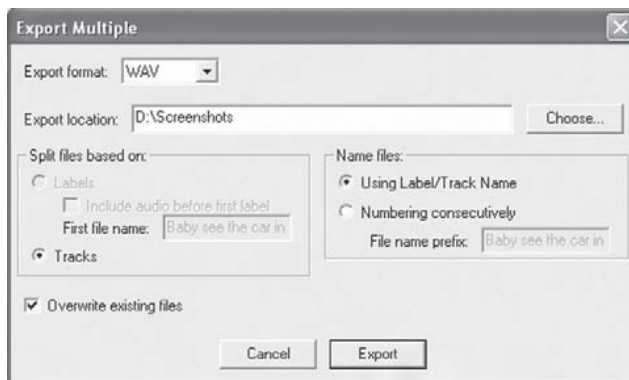 Export Multiple
Export format: WAV
Export location: D:\Screenshots Choose...
Split files based on:
Labels
Include audio before first label
First file name: Baby see the car in
Tracks
Name files:
Using Label/Track Name
Numbering consecutively
File name prefix: Baby see the car in
Overwrite existing files
Cancel Export